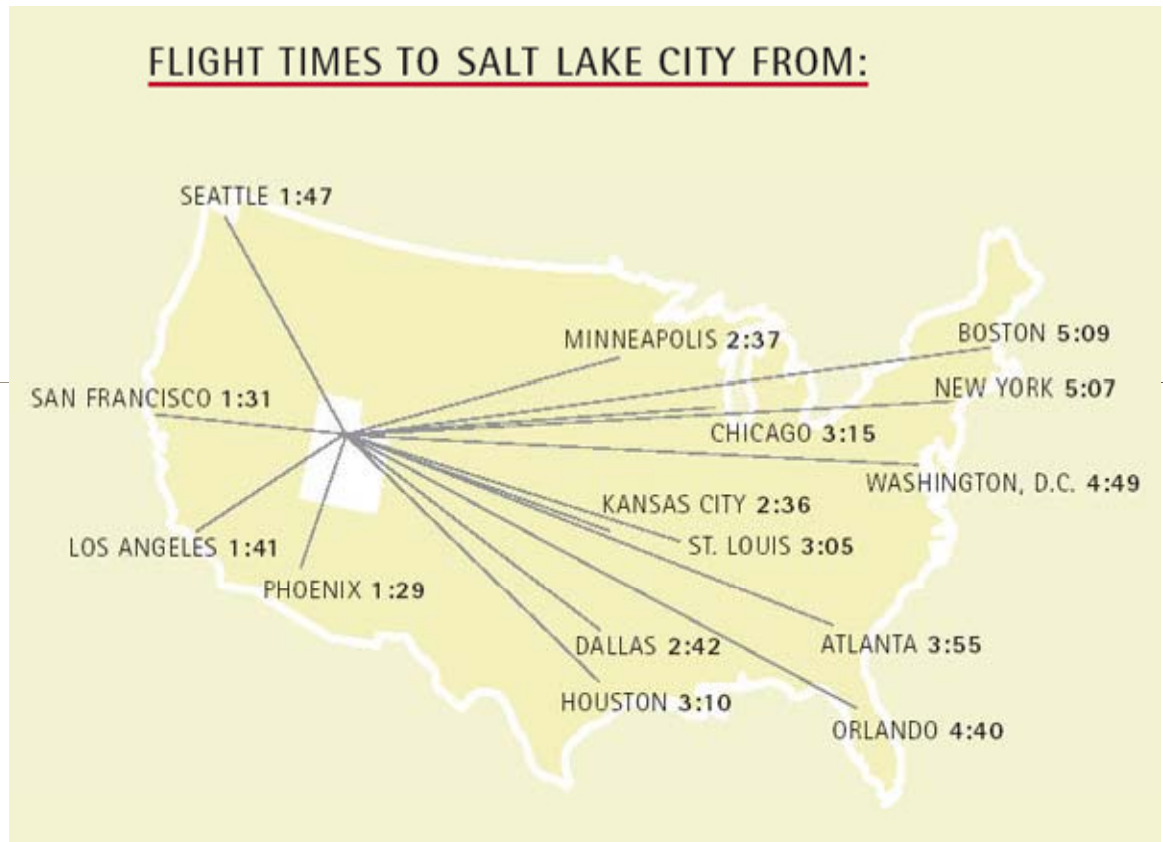 FLIGHT TIMES TO SALT LAKE CITY FROM:
SEATTLE 1:47
MINNEAPOLIS 2:37
BOSTON 5:09
SAN FRANCISCO 1:31
NEW YORK 5:07
CHICAGO 3:15
WASHINGTON, D.C. 4:49
KANSAS CITY 2:36
LOS ANGELES 1:41
ST. LOUIS 3:05
PHOENIX 1:29
DALLAS 2:42
ATLANTA 3:55
HOUSTON 3:10
ORLANDO 4:40